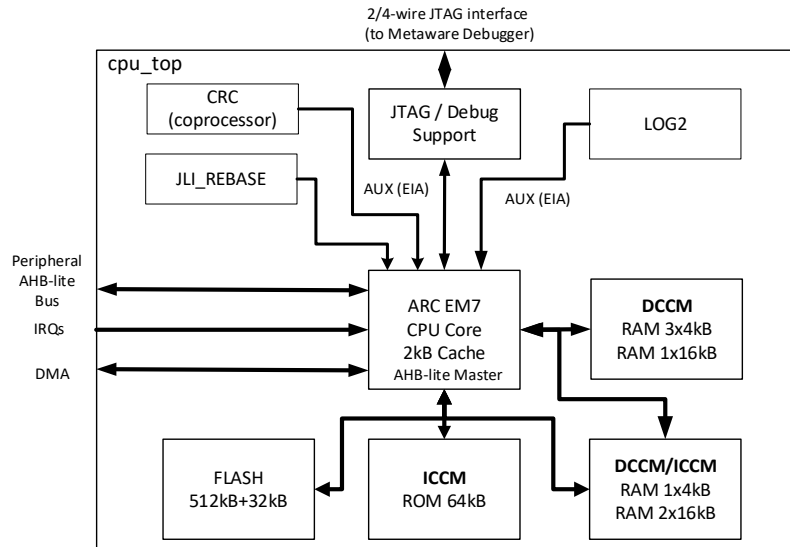 2/4-wire JTAG interface
(to Metaware Debugger)
cpu_top
CRC
(coprocessor)
JTAG / Debug
Support
LOG2
JLI_REBASE
AUX (EIA)
AUX (EIA)
Peripheral
AHB-lite
Bus
IRQs
DMA
ARC EM7
CPU Core
2kB Cache
AHB-lite Master
DCCM
RAM 3x4kB
RAM 1x16kB
FLASH
512kB+32kB
ICCM
ROM 64kB
DCCM/ICCM
RAM 1x4kB
RAM 2x16kB